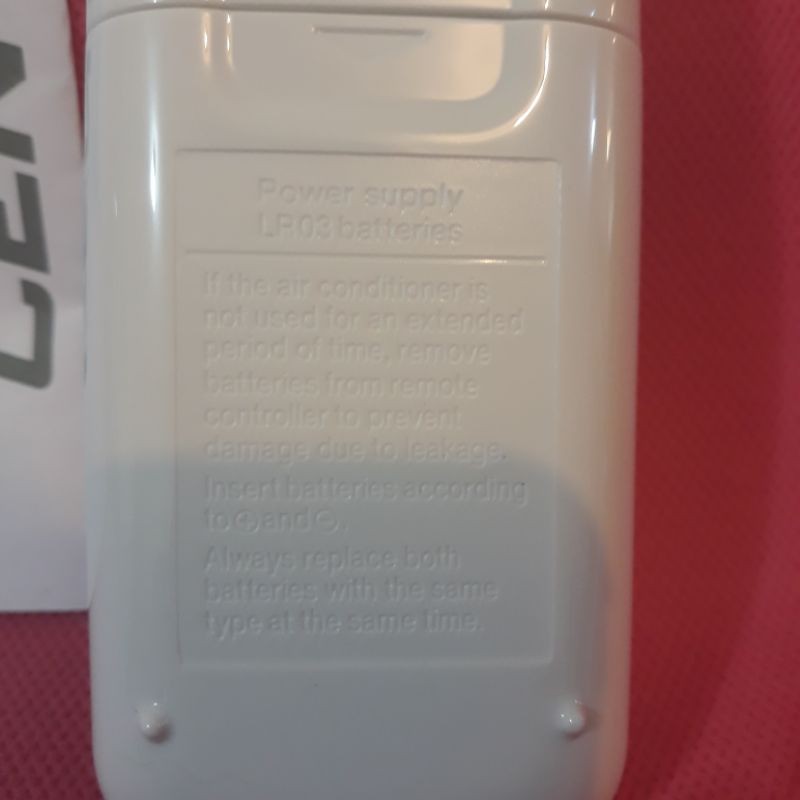 CEN
Power supply
LR03 batteries
If the air conditioner is
not used for an extended
period of time, remove
batteries from remote
controller to prevent
damage due to leakage.
Insert batteries according
to ⊕ and ⊖.
Always replace both
batteries with the same
type at the same time.